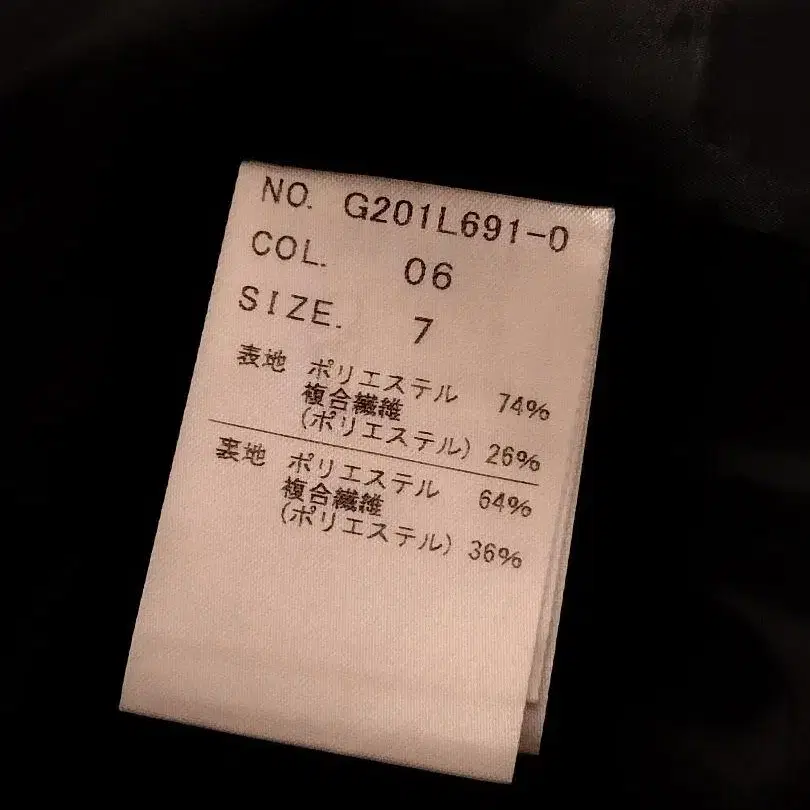 NO. G201L691-0
COL. 06
SIZE. 7
表地 ポリエステル 74%
複合繊維
(ポリエステル) 26%
裏地 ポリエステル 64%
複合繊維
(ポリエステル) 36%